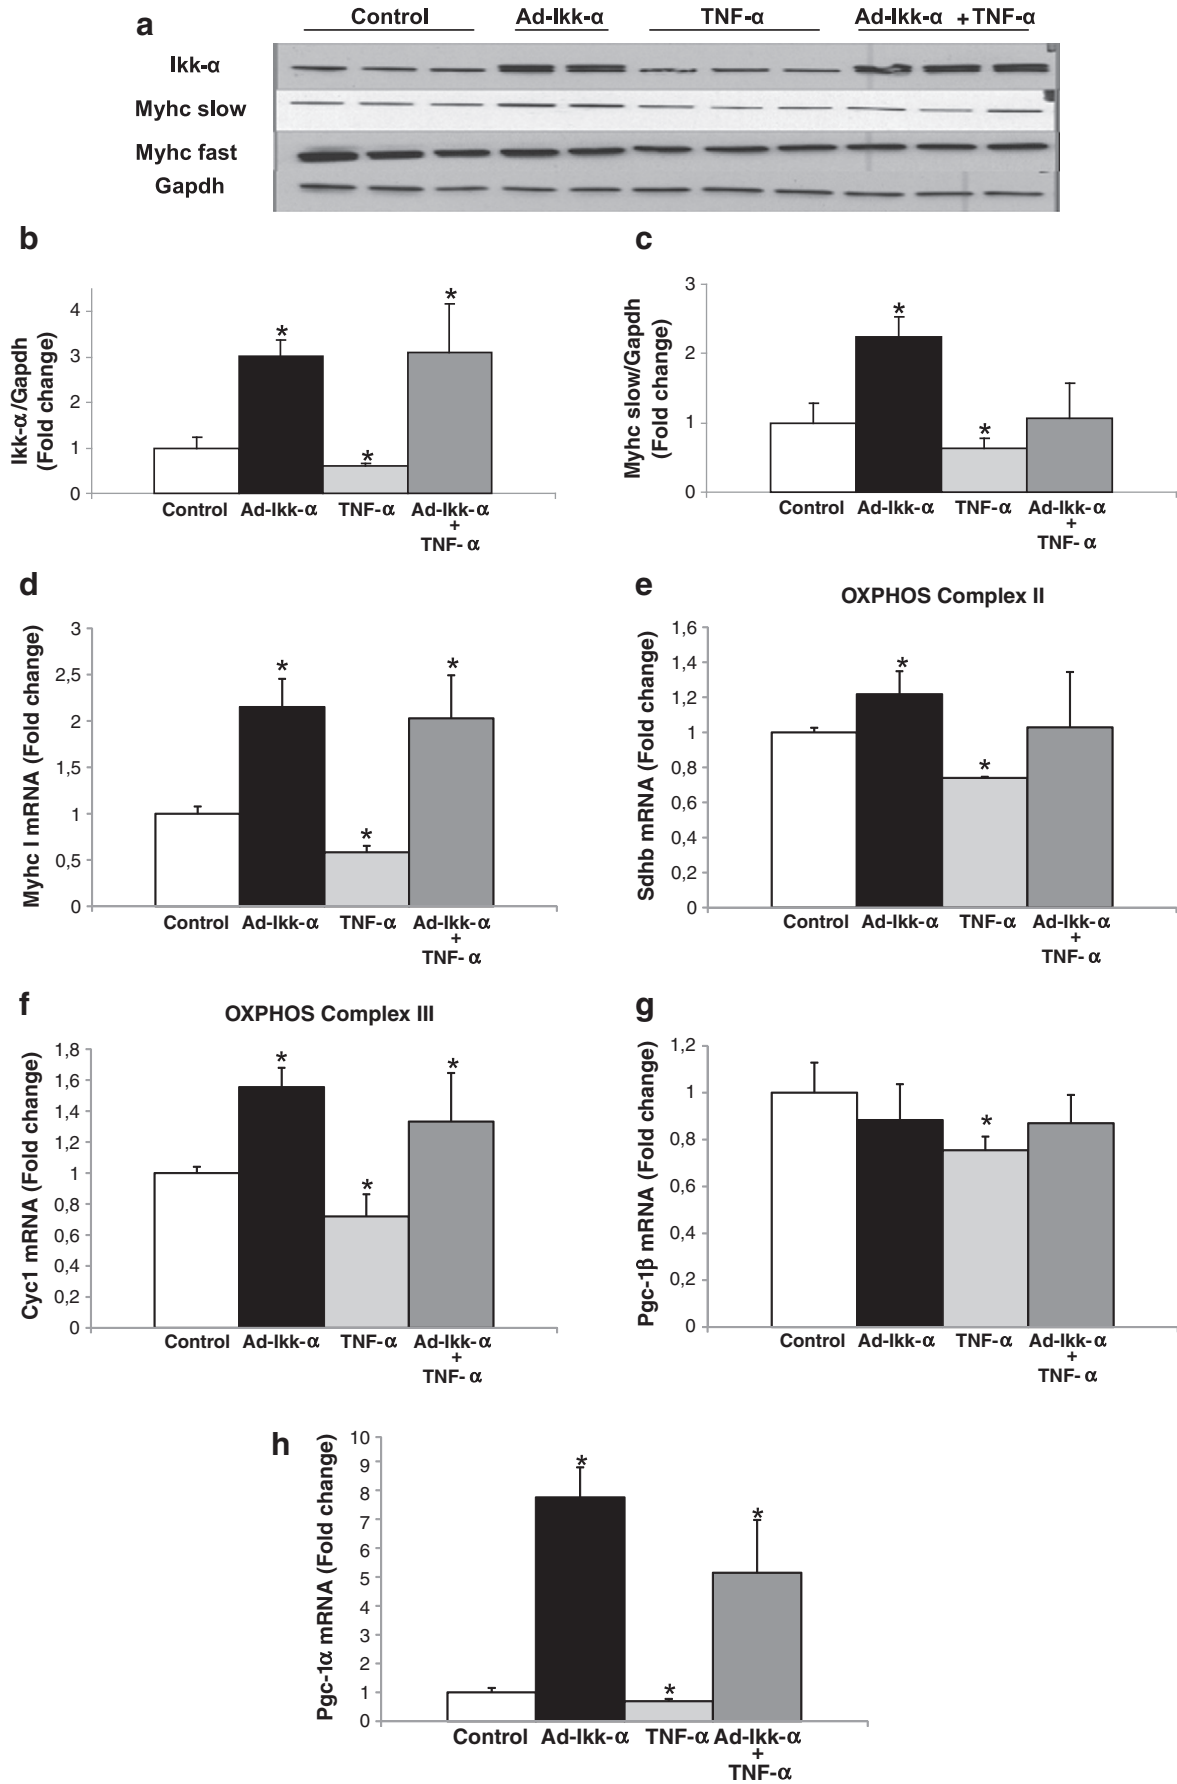 a
Control
Ad-Ikk-α
TNF-α
Ad-Ikk-α + TNF-α
Ikk-α
Myhc slow
Myhc fast
Gapdh
b
Ikk-α/Gapdh
(Fold change)
4
3
2
1
0
*
*
*
Control
Ad-Ikk-α
TNF-α
Ad-Ikk-α
+
TNF- α
c
Myhc slow/Gapdh
(Fold change)
3
2
1
0
*
*
Control
Ad-Ikk-α
TNF-α
Ad-Ikk-α
+
TNF- α
d
Myhc I mRNA (Fold change)
3
2,5
2
1,5
1
0,5
0
*
*
*
Control
Ad-Ikk-α
TNF-α
Ad-Ikk-α
+
TNF- α
e
OXPHOS Complex II
Sdhb mRNA (Fold change)
1,6
1,4
1,2
1
0,8
0,6
0,4
0,2
0
*
*
Control
Ad-Ikk-α
TNF-α
Ad-Ikk-α
+
TNF- α
f
OXPHOS Complex III
Cyc1 mRNA (Fold change)
1,8
1,6
1,4
1,2
1
0,8
0,6
0,4
0,2
0
*
*
*
Control
Ad-Ikk-α
TNF-α
Ad-Ikk-α
+
TNF- α
g
Pgc-1β mRNA (Fold change)
1,2
1
0,8
0,6
0,4
0,2
0
*
Control
Ad-Ikk-α
TNF-α
Ad-Ikk-α
+
TNF- α
h
Pgc-1α mRNA (Fold change)
10
9
8
7
6
5
4
3
2
1
0
*
*
*
Control
Ad-Ikk-α
TNF-α
Ad-Ikk-α
+
TNF-α